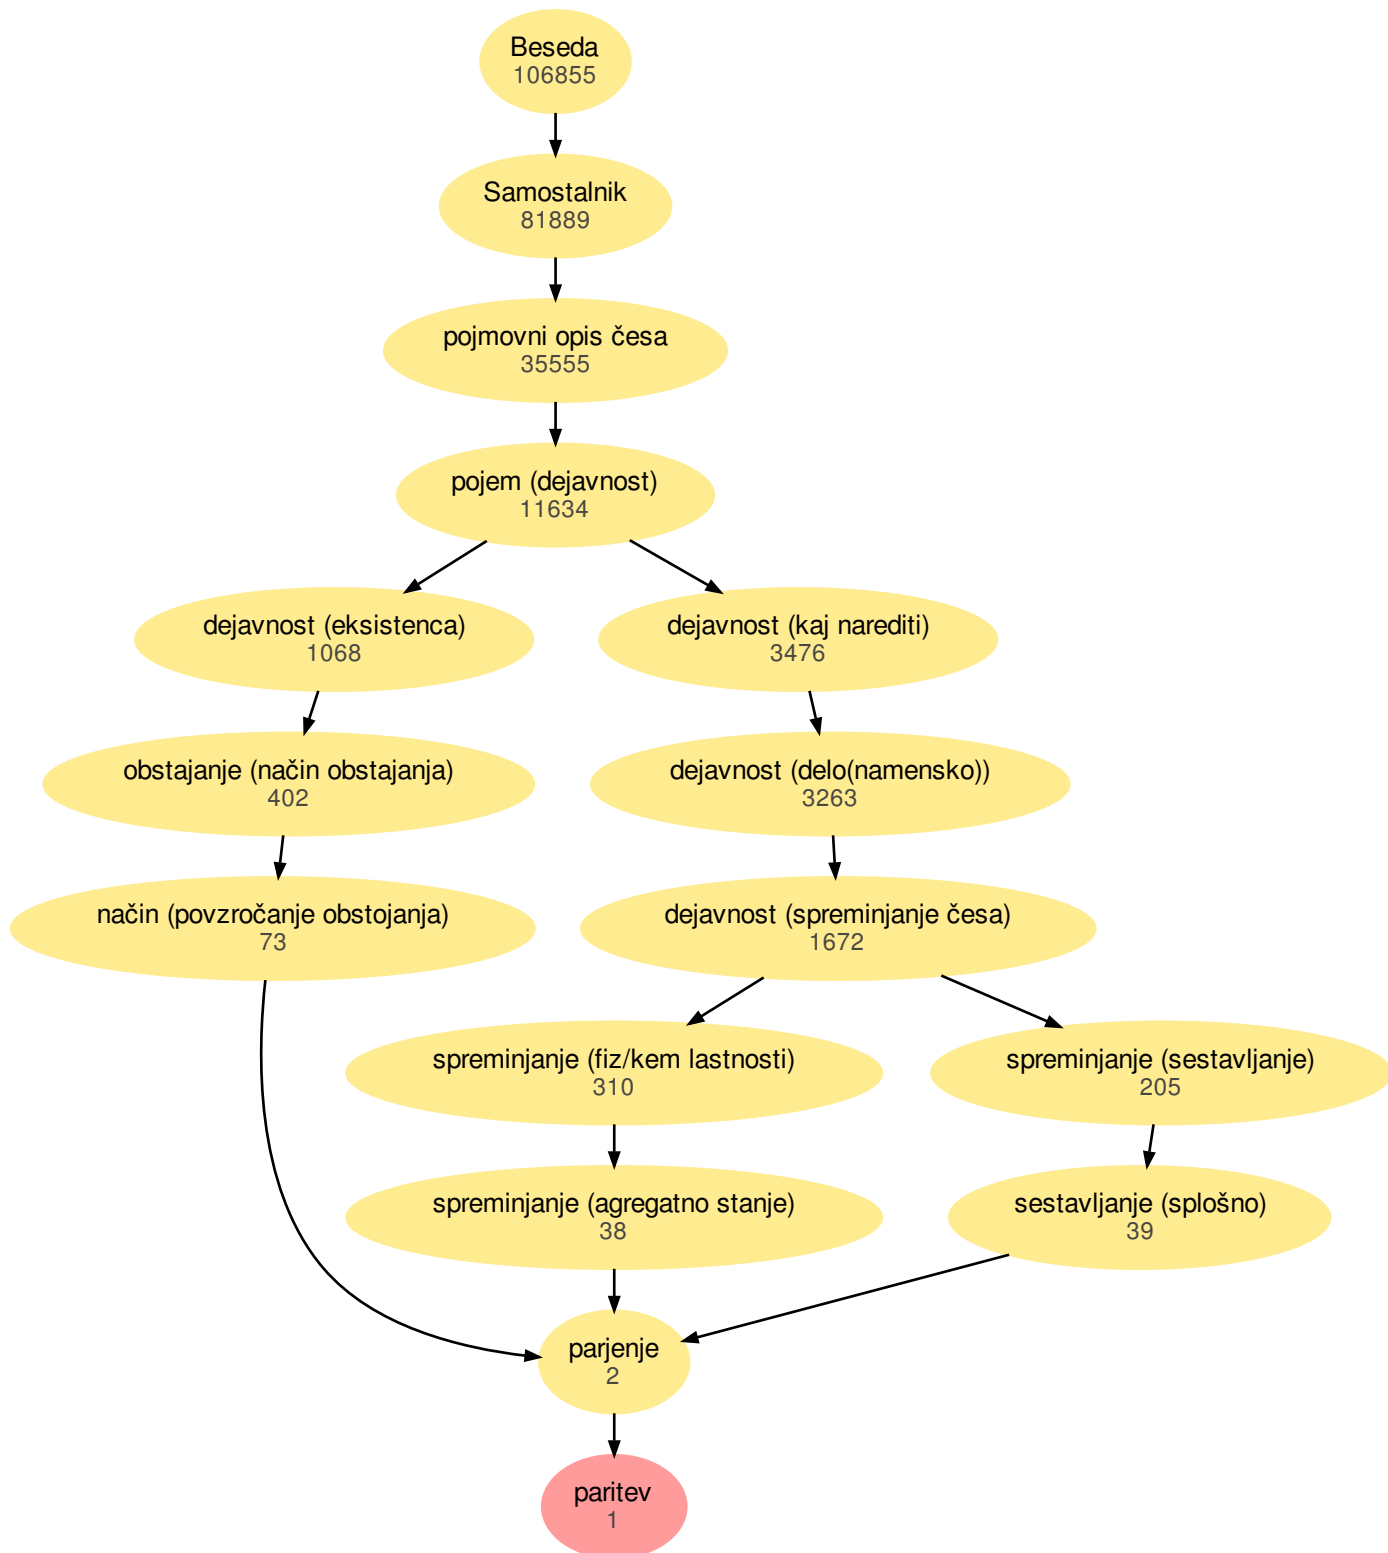 Beseda
106855
Samostalnik
81889
pojmovni opis česa
35555
pojem (dejavnost)
11634
dejavnost (eksistenca)
1068
dejavnost (kaj narediti)
3476
obstajanje (način obstajanja)
402
dejavnost (delo(namensko))
3263
način (povzročanje obstojanja)
73
dejavnost (spreminjanje česa)
1672
spreminjanje (fiz/kem lastnosti)
310
spreminjanje (sestavljanje)
205
spreminjanje (agregatno stanje)
38
sestavljanje (splošno)
39
parjenje
2
paritev
1